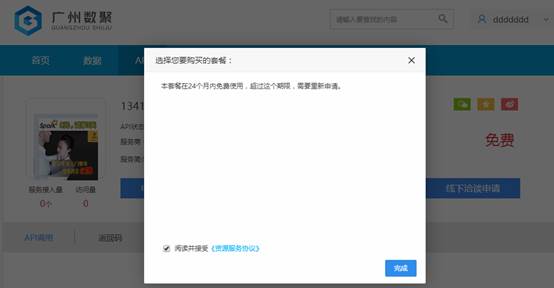 广州数聚
GUANGZHOU SHUJU
请输入要查找的内容
ddddddd
首页
数据
选择您要购买的套餐:
本套餐在24个月内免费使用，超过这个期限，需要重新申请。
1341
API状态
服务商
服务简
Spark
免费
服务接入量
访问量
0个
0
线下洽谈申请
API调用
返回码
阅读并接受《资源服务协议》
完成